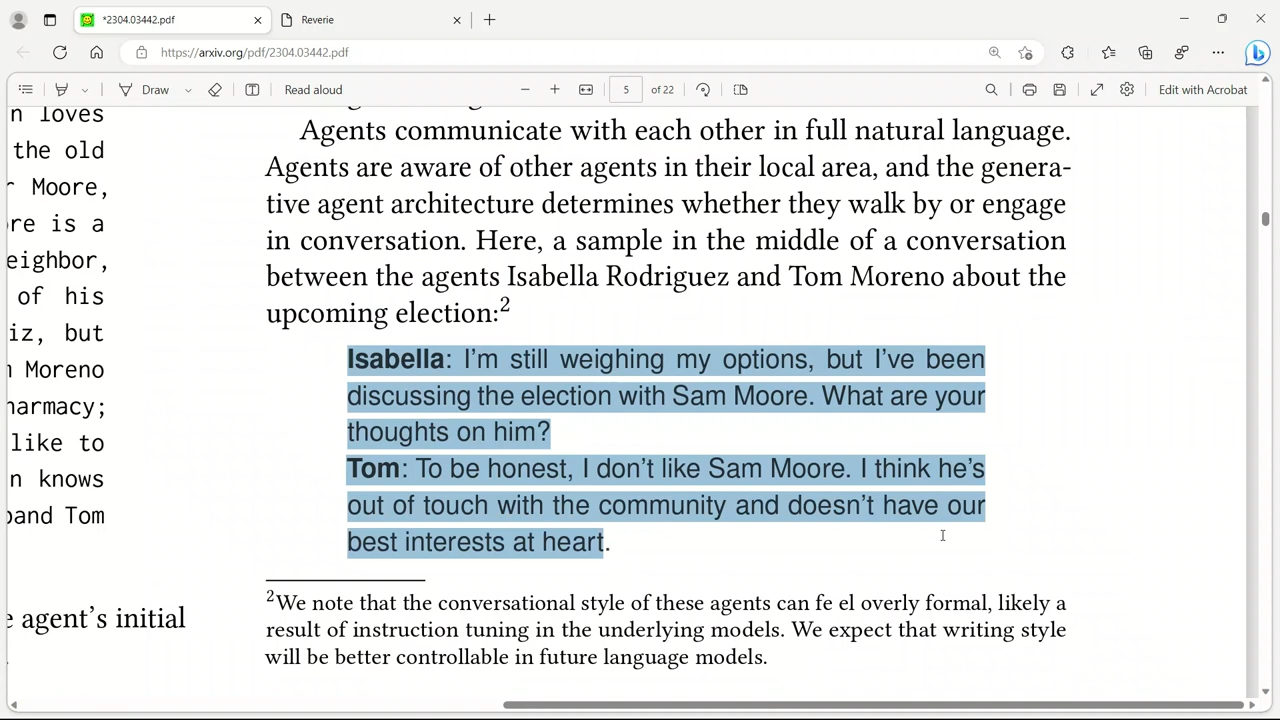 *2304.03442.pdf
Reverie
https://arxiv.org/pdf/2304.03442.pdf
Draw
Read aloud
5
of 22
Edit with Acrobat
n loves
the old
r Moore,
re is a
eighbor,
of his
iz, but
Moreno
harmacy;
like to
n knows
band Tom
e agent's initial
Agents communicate with each other in full natural language.
Agents are aware of other agents in their local area, and the genera-
tive agent architecture determines whether they walk by or engage
in conversation. Here, a sample in the middle of a conversation
between the agents Isabella Rodriguez and Tom Moreno about the
upcoming election:2
Isabella: I'm still weighing my options, but I've been
discussing the election with Sam Moore. What are your
thoughts on him?
Tom: To be honest, I don't like Sam Moore. I think he's
out of touch with the community and doesn't have our
best interests at heart.
2We note that the conversational style of these agents can fe el overly formal, likely a
result of instruction tuning in the underlying models. We expect that writing style
will be better controllable in future language models.